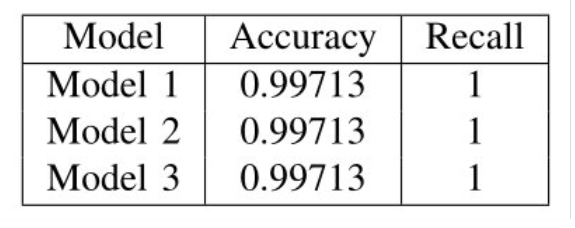 Model Accuracy Recall
Model 1 0.99713 1
Model 2 0.99713 1
Model 3 0.99713 1